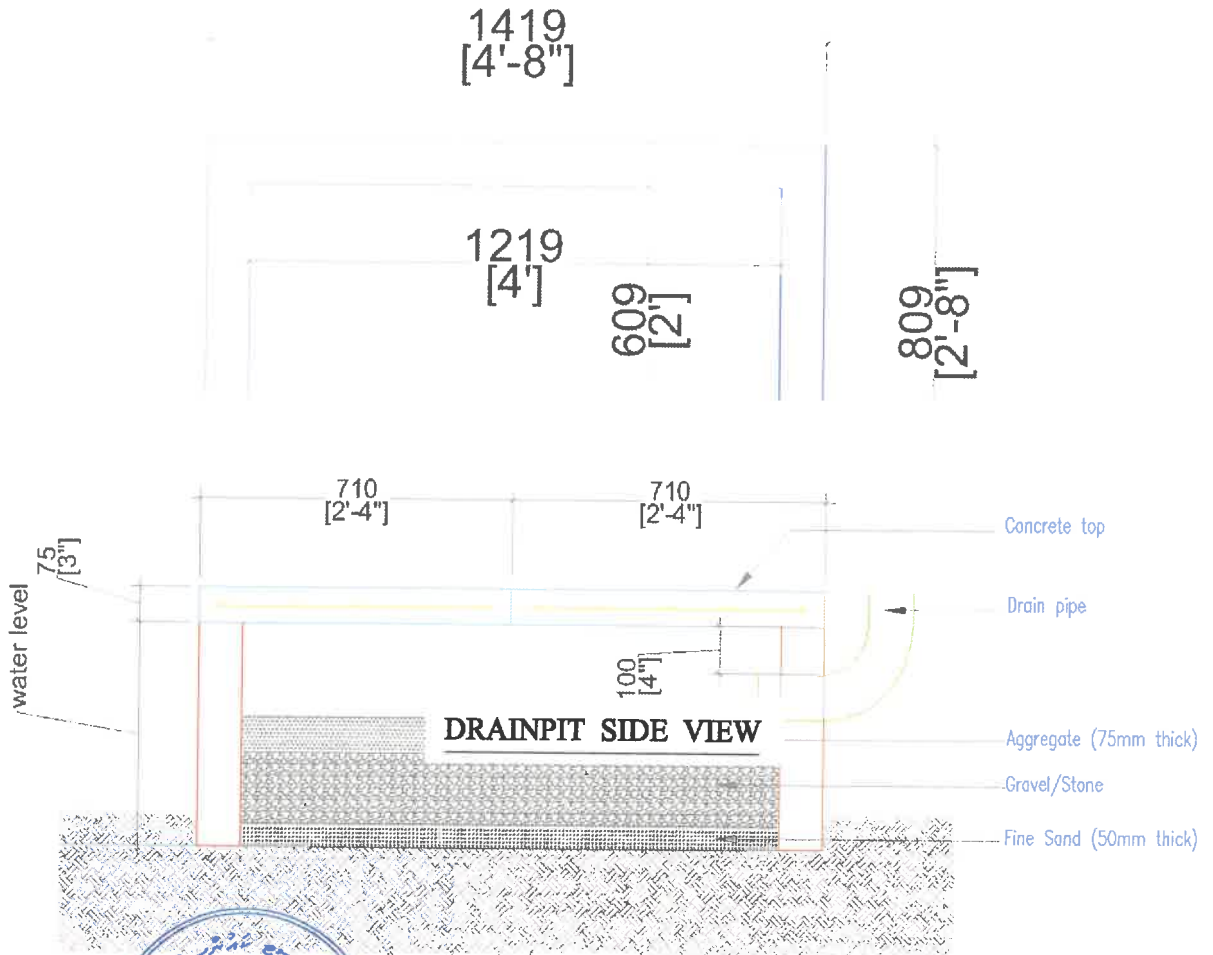 1419
[4'-8"]
1219
[4']
609
[2']
809
[2'-8"]
710
[2'-4"]
710
[2'-4"]
75
[3"]
water level
100
[4"]
Concrete top
Drain pipe
DRAINPIT SIDE VIEW
Aggregate (75mm thick)
Gravel/Stone
Fine Sand (50mm thick)